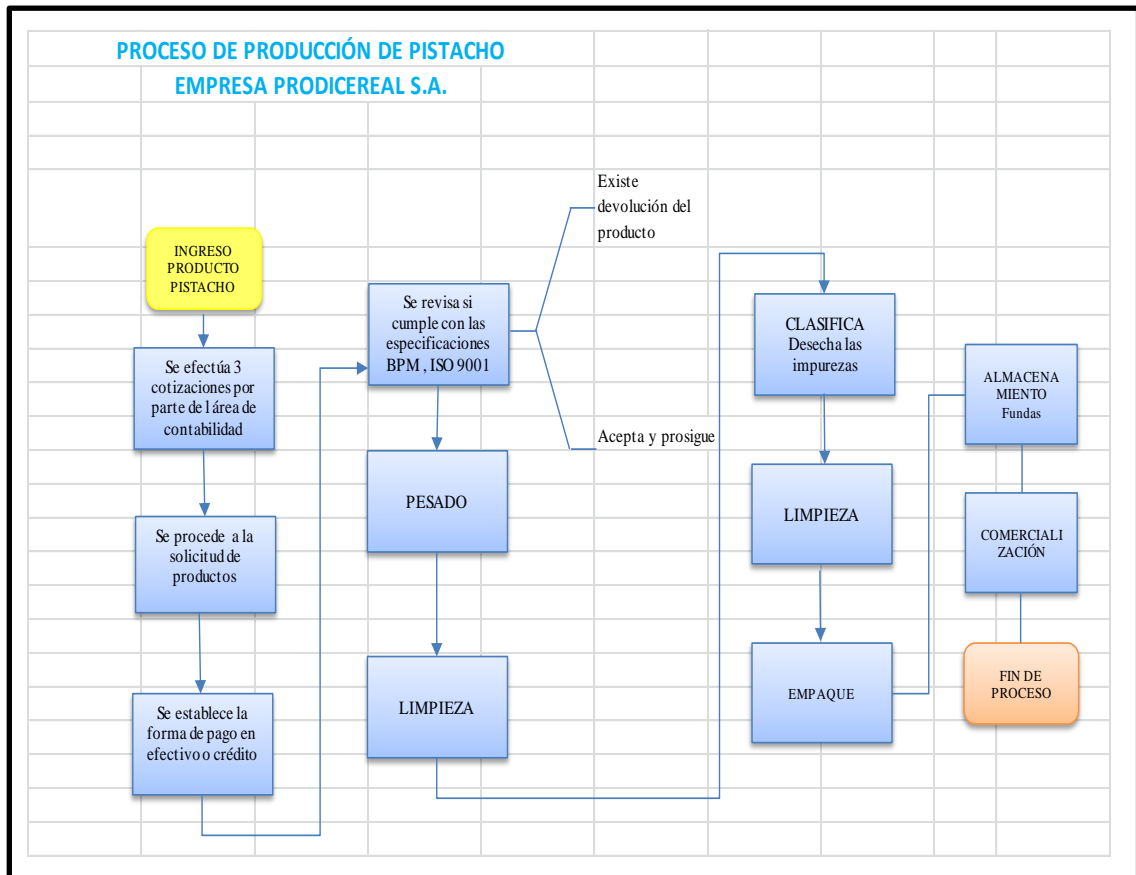 PROCESO DE PRODUCCIÓN DE PISTACHO
EMPRESA PRODICEREAL S.A.
INGRESO
PRODUCTO
PISTACHO
Se efectúa 3
cotizaciones por
parte de l área de
contabilidad
Se procede a la
solicitud de
productos
Se establece la
forma de pago en
efectivo o crédito
Se revisa si
cumple con las
especificaciones
BPM , ISO 9001
Existe
devolución del
producto
Acepta y prosigue
PESADO
LIMPIEZA
CLASIFICA
Desecha las
impurezas
LIMPIEZA
EMPAQUE
ALMACENA
MIENTO
Fundas
COMERCIALI
ZACIÓN
FIN DE
PROCESO